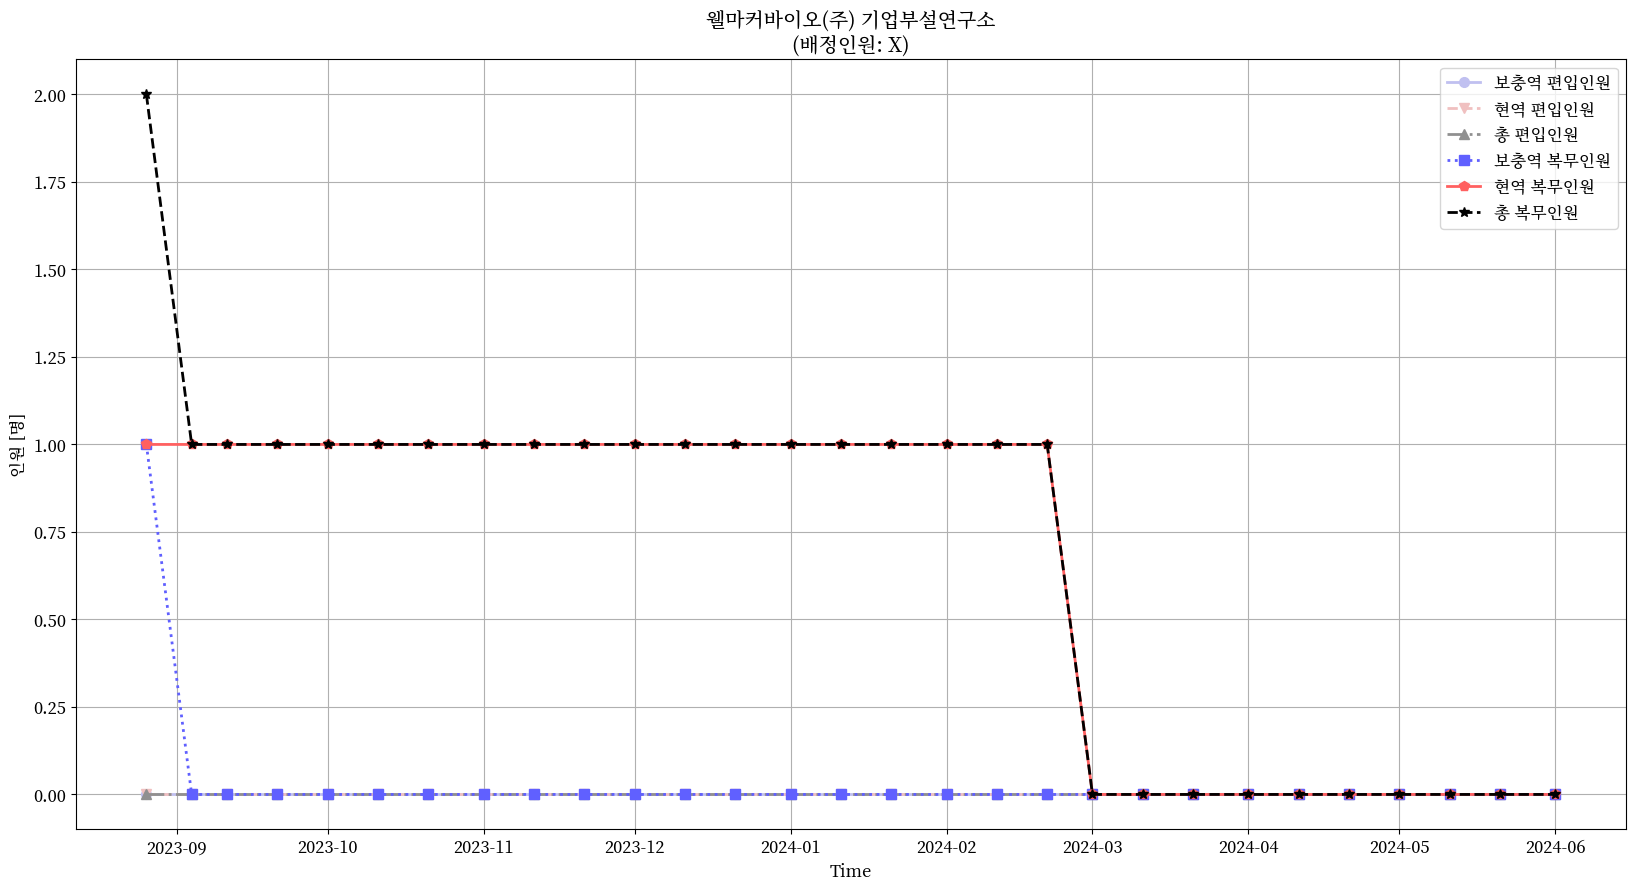 웰마커바이오(주) 기업부설연구소
(배정인원: X)
보충역 편입인원
현역 편입인원
총 편입인원
보충역 복무인원
현역 복무인원
총 복무인원
인원 [명]
2.00
1.75
1.50
1.25
1.00
0.75
0.50
0.25
0.00
2023-09
2023-10
2023-11
2023-12
2024-01
2024-02
2024-03
2024-04
2024-05
2024-06
Time